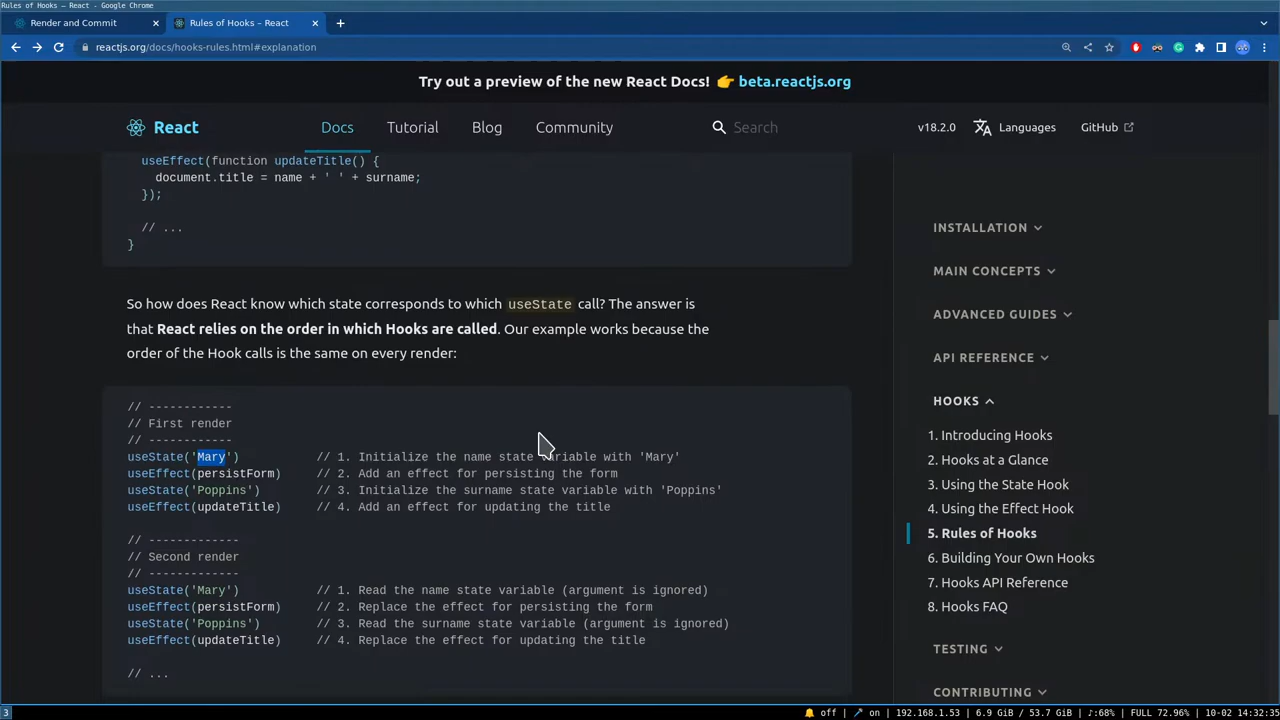 Rules of Hooks – React - Google Chrome
Render and Commit
Rules of Hooks – React
reactjs.org/docs/hooks-rules.html#explanation
Try out a preview of the new React Docs! 👉 beta.reactjs.org
React
Docs
Tutorial
Blog
Community
Search
v18.2.0
Languages
GitHub
useEffect(function updateTitle() {
document.title = name + ' ' + surname;
});
// ...
}
So how does React know which state corresponds to which useState call? The answer is
that React relies on the order in which Hooks are called. Our example works because the
order of the Hook calls is the same on every render:
// ------------
// First render
// ------------
useState('Mary') // 1. Initialize the name state variable with 'Mary'
useEffect(persistForm) // 2. Add an effect for persisting the form
useState('Poppins') // 3. Initialize the surname state variable with 'Poppins'
useEffect(updateTitle) // 4. Add an effect for updating the title
// -------------
// Second render
// -------------
useState('Mary') // 1. Read the name state variable (argument is ignored)
useEffect(persistForm) // 2. Replace the effect for persisting the form
useState('Poppins') // 3. Read the surname state variable (argument is ignored)
useEffect(updateTitle) // 4. Replace the effect for updating the title
// ...
INSTALLATION
MAIN CONCEPTS
ADVANCED GUIDES
API REFERENCE
HOOKS
1. Introducing Hooks
2. Hooks at a Glance
3. Using the State Hook
4. Using the Effect Hook
5. Rules of Hooks
6. Building Your Own Hooks
7. Hooks API Reference
8. Hooks FAQ
TESTING
CONTRIBUTING
3
off | on | 192.168.1.53 | 6.9 GiB / 53.7 GiB | ♪:68% | FULL 72.96% | 10-02 14:32:35